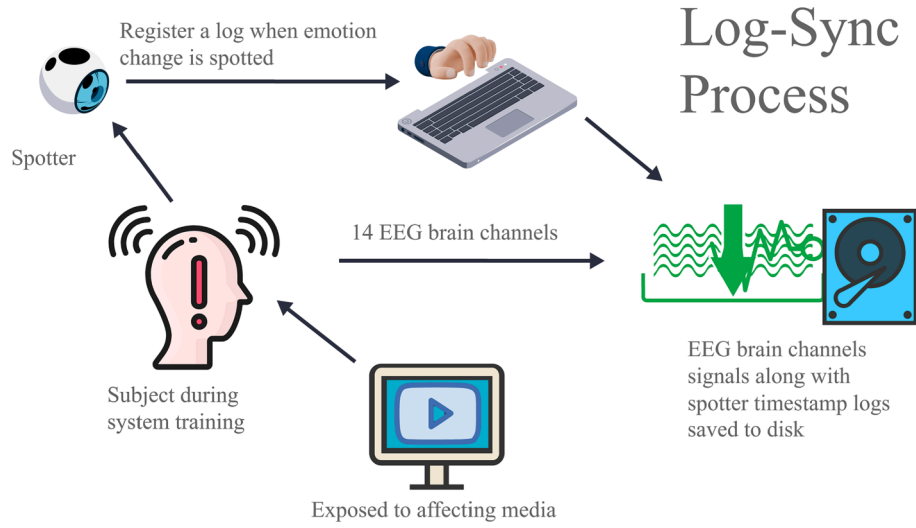 Log-Sync
Process
Register a log when emotion
change is spotted
Spotter
14 EEG brain channels
Subject during
system training
EEG brain channels
signals along with
spotter timestamp logs
saved to disk
Exposed to affecting media